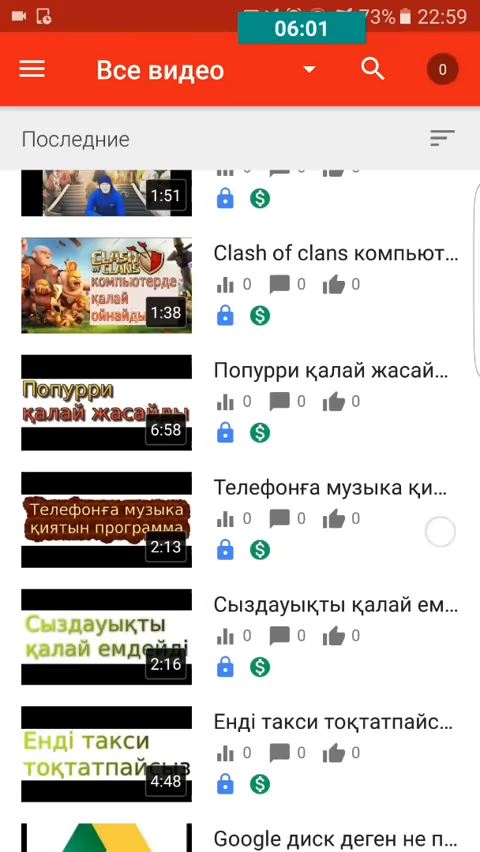 73% 22:59
06:01
Все видео
0
Последние
1:51
0 0 0
CLASH OF CLANS
компьютерде
қалай
ойнайды
1:38
Clash of clans компьют...
0 0 0
Попурри
қалай жасайды
6:58
Попурри қалай жасай...
0 0 0
Телефонға музыка
қиятын программа
2:13
Телефонға музыка қи...
0 0 0
Сыздауықты
қалай емдейді
2:16
Сыздауықты қалай ем...
0 0 0
Енді такси
тоқтатпайсыз
4:48
Енді такси тоқтатпайс...
0 0 0
Google диск деген не п...